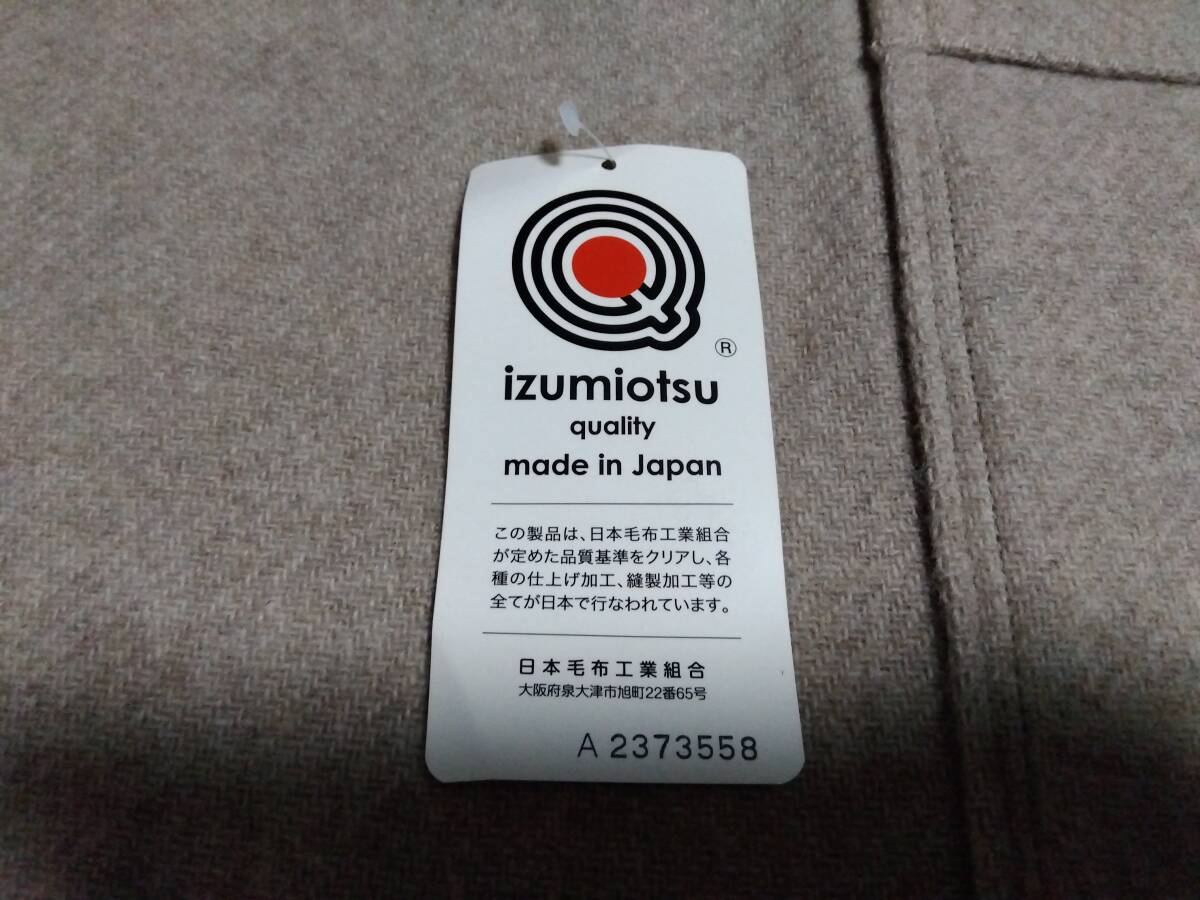 Q
®
izumiotsu
quality
made in Japan
この製品は、日本毛布工業組合
が定めた品質基準をクリアし、各
種の仕上げ加工、縫製加工等の
全てが日本で行なわれています。
日本毛布工業組合
大阪府泉大津市旭町22番65号
A 2373558